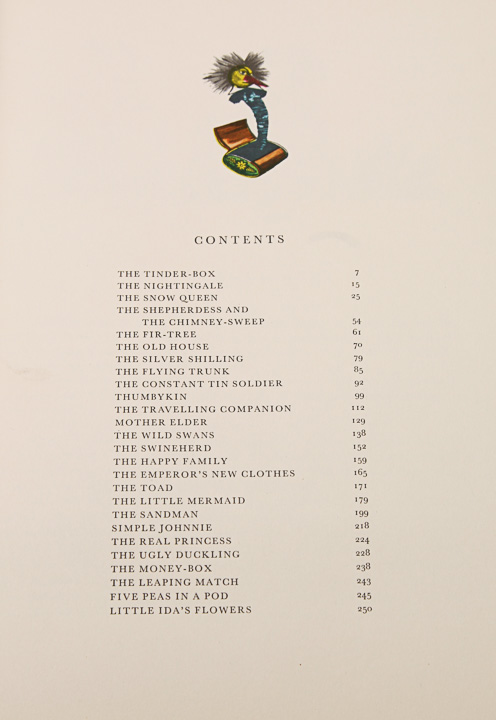 CONTENTS
THE TINDER-BOX 7
THE NIGHTINGALE 15
THE SNOW QUEEN 25
THE SHEPHERDESS AND
THE CHIMNEY-SWEEP 54
THE FIR-TREE 61
THE OLD HOUSE 70
THE SILVER SHILLING 79
THE FLYING TRUNK 85
THE CONSTANT TIN SOLDIER 92
THUMBYKIN 99
THE TRAVELLING COMPANION 112
MOTHER ELDER 129
THE WILD SWANS 138
THE SWINEHERD 152
THE HAPPY FAMILY 159
THE EMPEROR'S NEW CLOTHES 165
THE TOAD 171
THE LITTLE MERMAID 179
THE SANDMAN 199
SIMPLE JOHNNIE 218
THE REAL PRINCESS 224
THE UGLY DUCKLING 228
THE MONEY-BOX 238
THE LEAPING MATCH 243
FIVE PEAS IN A POD 245
LITTLE IDA'S FLOWERS 250